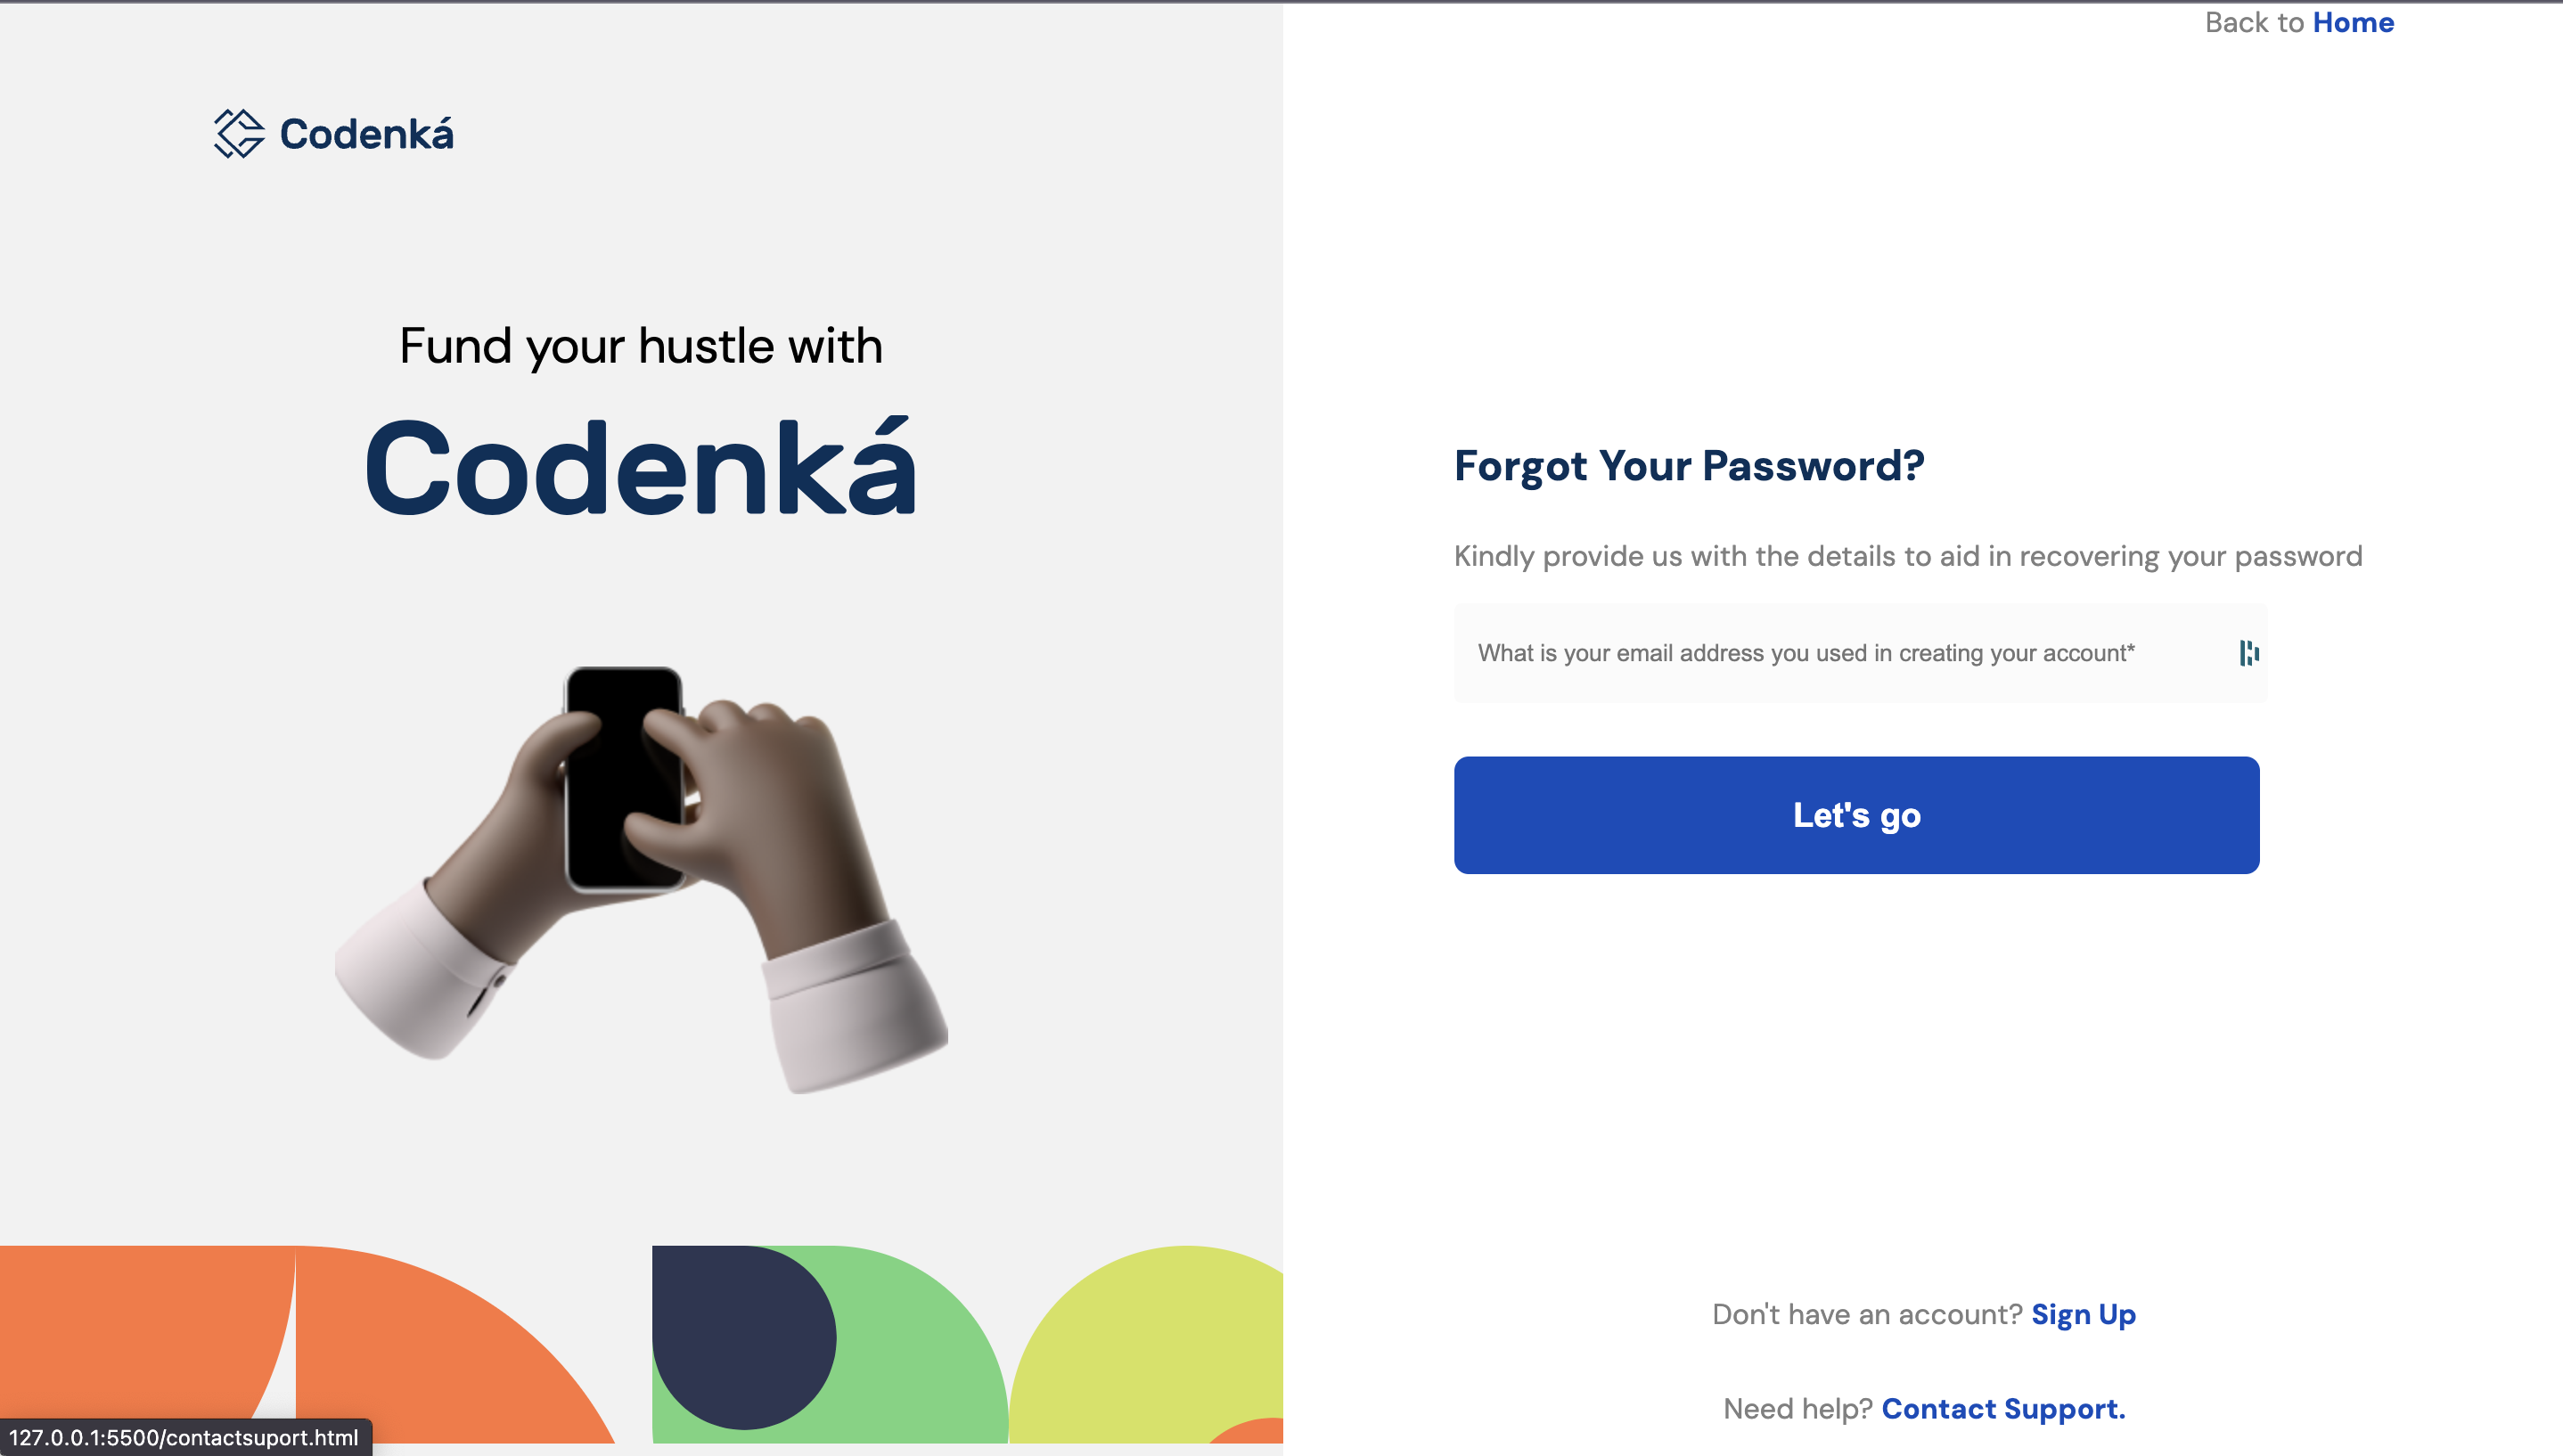 Back to Home
Codenká
Fund your hustle with
Codenká
Forgot Your Password?
Kindly provide us with the details to aid in recovering your password
What is your email address you used in creating your account*
Let's go
Don't have an account? Sign Up
Need help? Contact Support.
127.0.0.1:5500/contactsuport.html